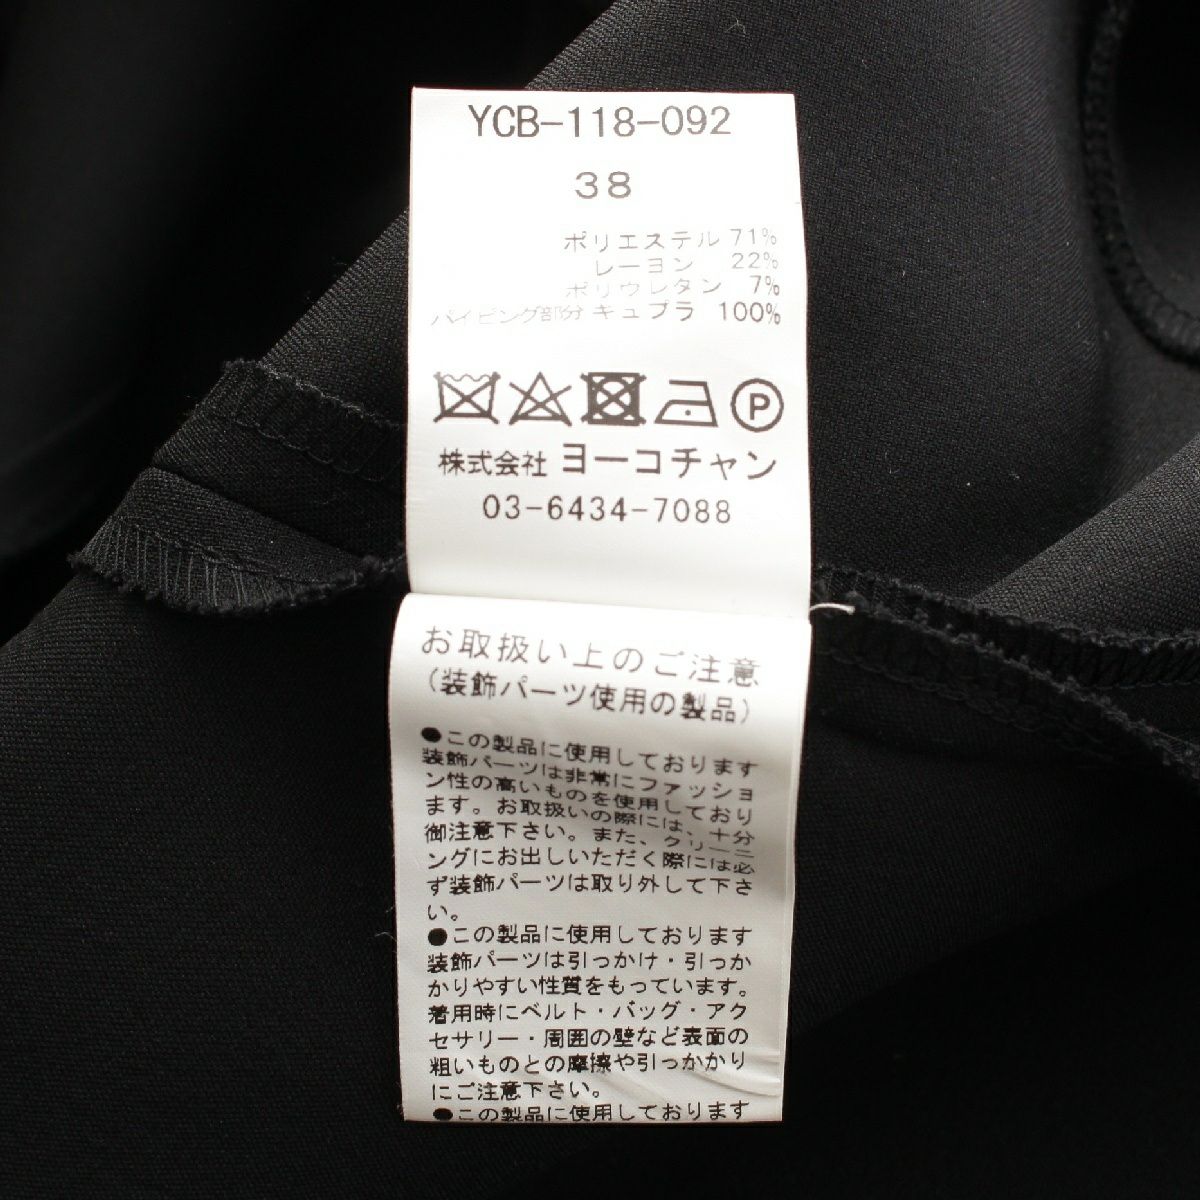 YCB-118-092
38
ポリエステル 71%
レーヨン 22%
ポリウレタン 7%
パイピング部分 キュプラ 100%
P
株式会社 ヨーコチャン
03-6434-7088
お取扱い上のご注意
(装飾パーツ使用の製品)
●この製品に使用しております
装飾パーツは非常にファッショ
ン性の高いものを使用しており
ます。お取扱いの際には、十分
御注意下さい。また、クリーニ
ングにお出しいただく際には必
ず装飾パーツは取り外して下さ
い。
●この製品に使用しております
装飾パーツは引っかけ・引っか
かりやすい性質をもっています。
着用時にベルト・バッグ・アク
セサリー・周囲の壁など表面の
粗いものとの摩擦や引っかかり
にご注意下さい。
●この製品に使用しております